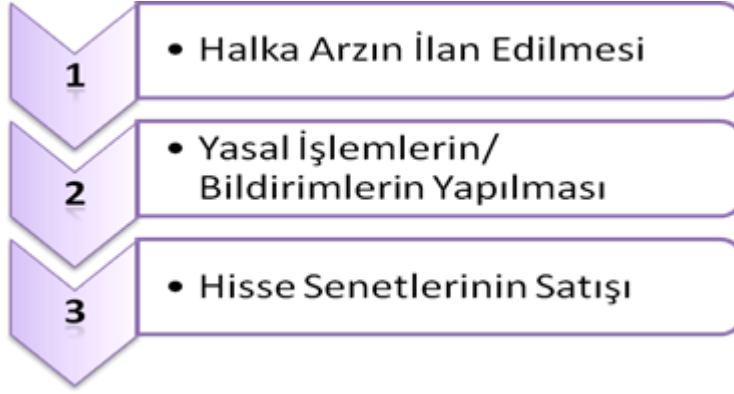 1
• Halka Arzın İlan Edilmesi
2
• Yasal İşlemlerin/
Bildirimlerin Yapılması
3
• Hisse Senetlerinin Satışı